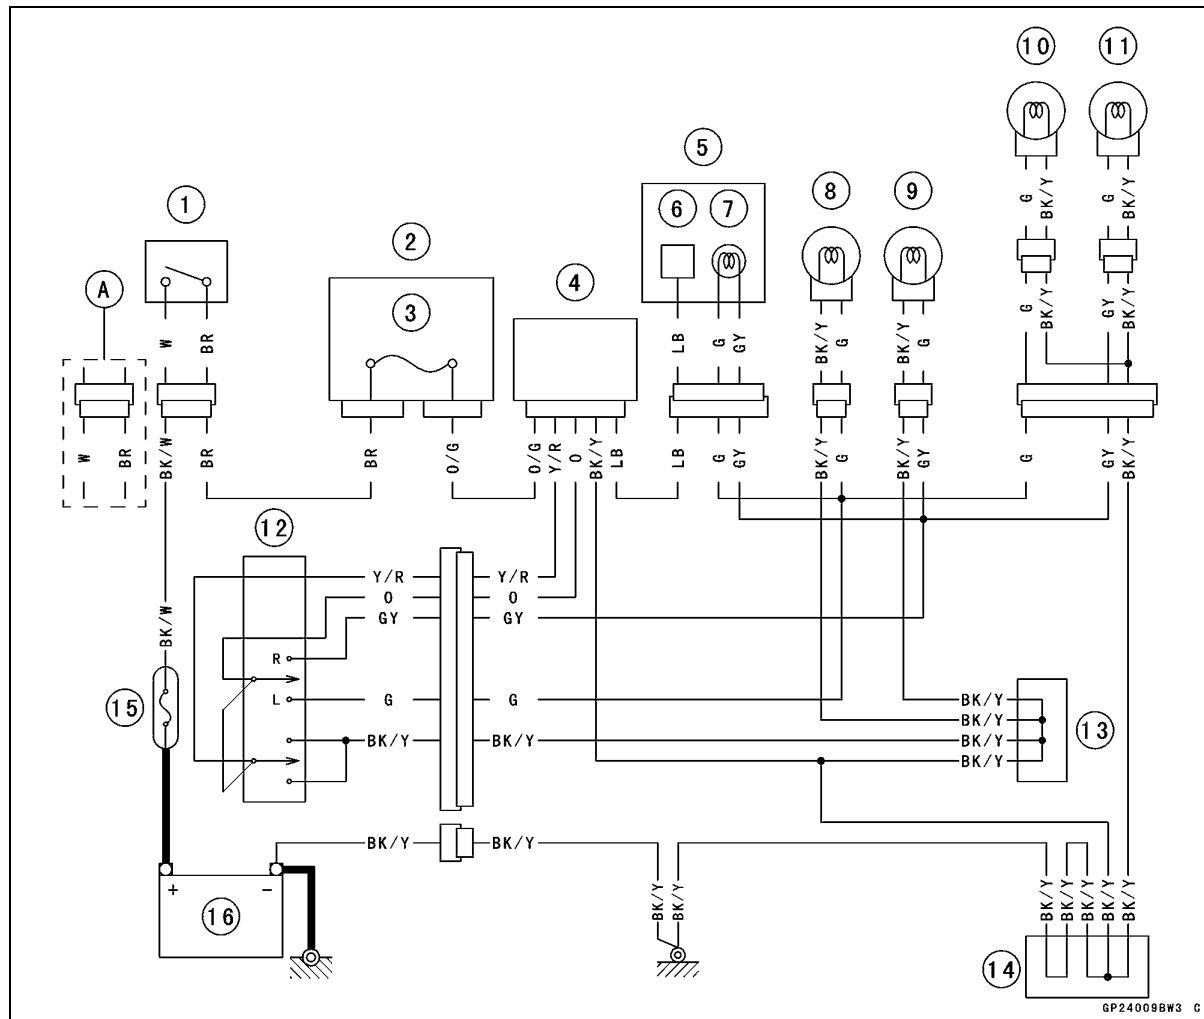 10 11
5
8 9
1
6 7
2
G BK/Y G BK/Y
A
4
3
G BK/Y GY BK/Y
W BR
LB G GY
BK/Y G BK/Y G
W BR BK/W BR
BR O/G
O/G Y/R O BK/Y LB
LB G GY
BK/Y G BK/Y GY
G GY BK/Y
12
Y/R Y/R
O O
GY GY
BK/W
R
L G G
15
BK/Y
BK/Y
13
BK/Y BK/Y BK/Y
BK/Y
BK/Y BK/Y
+ -
BK/Y BK/Y
BK/Y BK/Y BK/Y BK/Y BK/Y
16
14
GP24009BW3 C